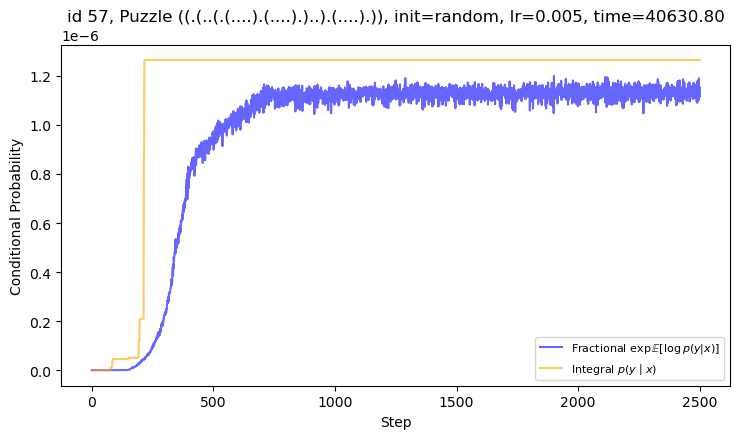 id 57, Puzzle ((.(..(.(....).(....).)..).(....).)), init=random, lr=0.005, time=40630.80
1e−6
1.2
1.0
0.8
0.6
0.4
0.2
0.0
Conditional Probability
0
500
1000
1500
2000
2500
Step
Fractional exp 𝔼[log p(y|x)]
Integral p(y | x)